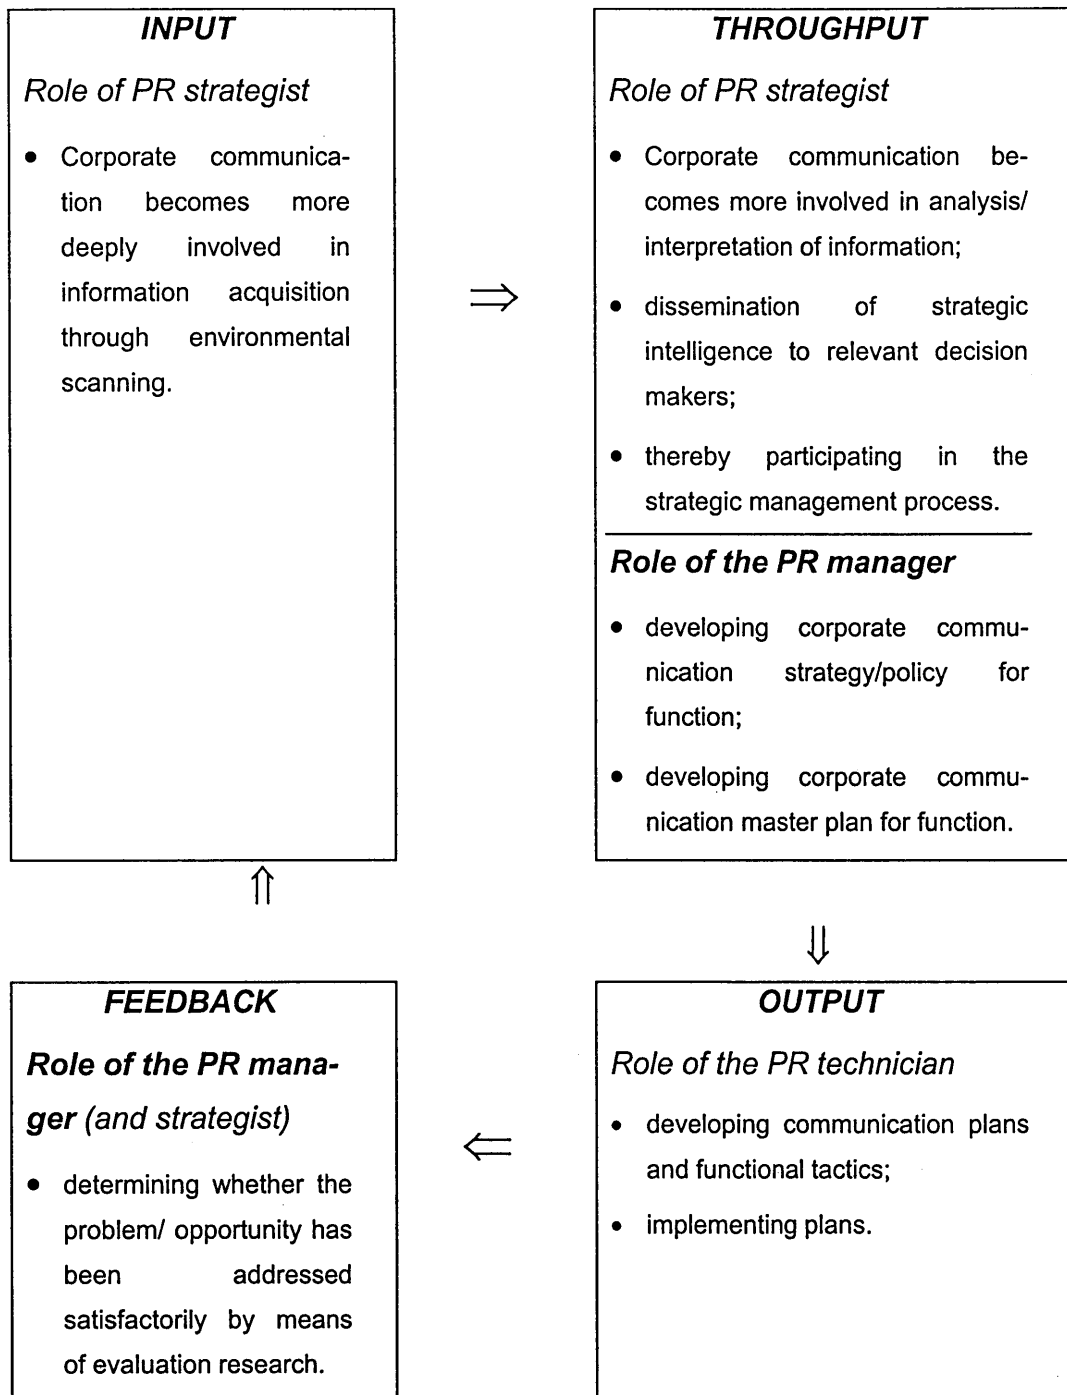 INPUT
Role of PR strategist
• Corporate communica-
tion becomes more
deeply involved in
information acquisition
through environmental
scanning.
⇒
THROUGHPUT
Role of PR strategist
• Corporate communication be-
comes more involved in analysis/
interpretation of information;
• dissemination of strategic
intelligence to relevant decision
makers;
• thereby participating in the
strategic management process.
Role of the PR manager
• developing corporate commu-
nication strategy/policy for
function;
• developing corporate commu-
nication master plan for function.
⇓
OUTPUT
Role of the PR technician
• developing communication plans
and functional tactics;
• implementing plans.
⇐
FEEDBACK
Role of the PR mana-
ger (and strategist)
• determining whether the
problem/ opportunity has
been addressed
satisfactorily by means
of evaluation research.
⇑